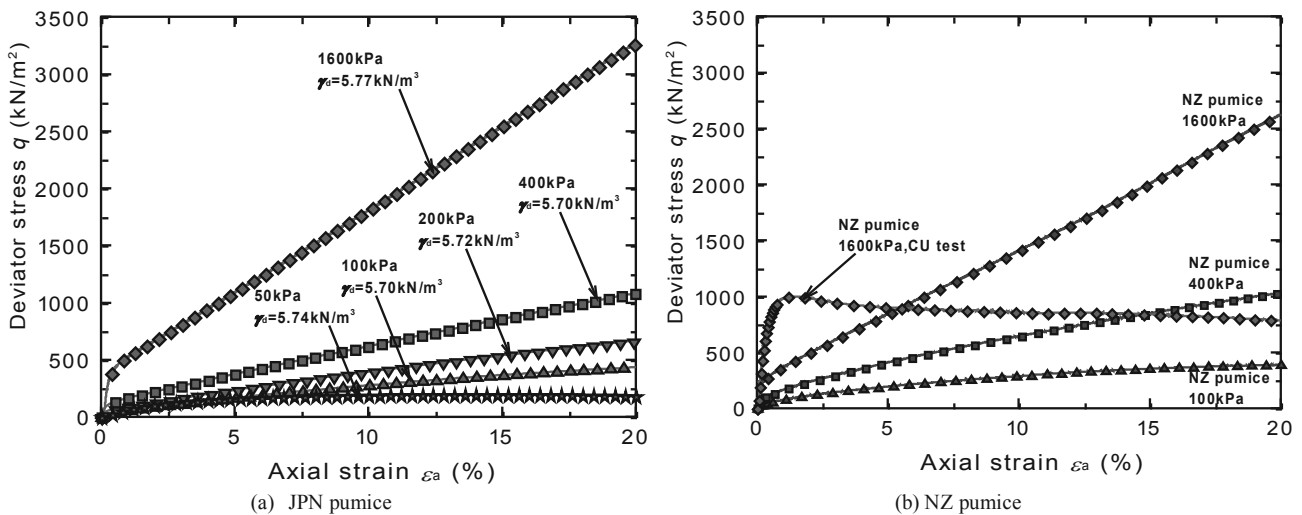 3500
3000
2500
2000
1500
1000
500
0
Deviator stress q (kN/m²)
1600kPa
γd=5.77kN/m³
400kPa
γd=5.70kN/m³
200kPa
γd=5.72kN/m³
100kPa
γd=5.70kN/m³
50kPa
γd=5.74kN/m³
0 5 10 15 20
Axial strain εa (%)
(a) JPN pumice
3500
3000
2500
2000
1500
1000
500
0
Deviator stress q (kN/m²)
NZ pumice
1600kPa
NZ pumice
1600kPa,CU test
NZ pumice
400kPa
NZ pumice
100kPa
0 5 10 15 20
Axial strain εa (%)
(b) NZ pumice